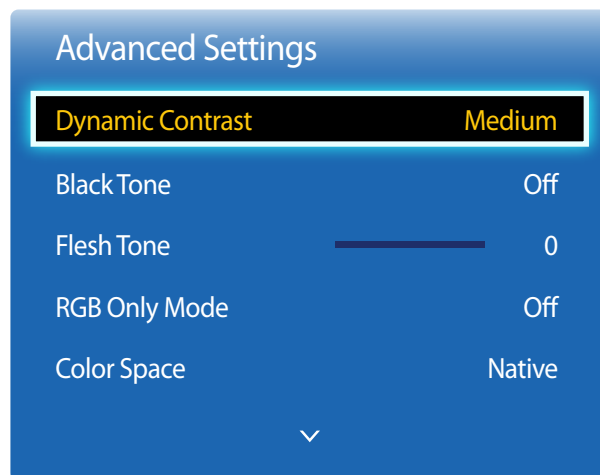 Advanced Settings
Dynamic Contrast Medium
Black Tone Off
Flesh Tone 0
RGB Only Mode Off
Color Space Native